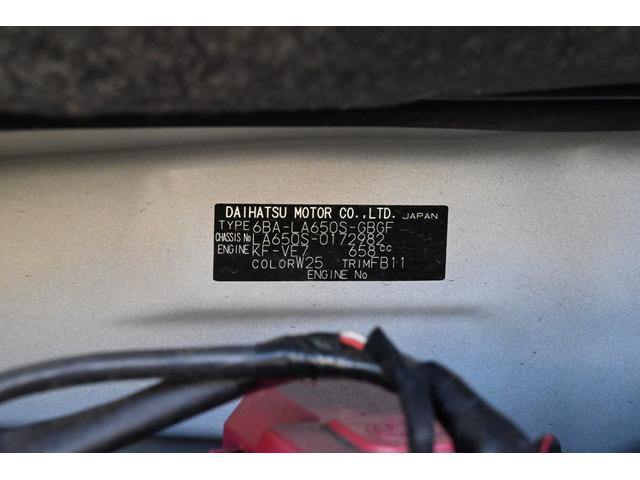 DAIHATSU MOTOR CO.,LTD. JAPAN
TYPE 6BA-LA650S-GBGF
CHASSIS No LA650S-0172982
ENGINE KF-VE7 658cc
COLOR W25 TRIM FB11
ENGINE No